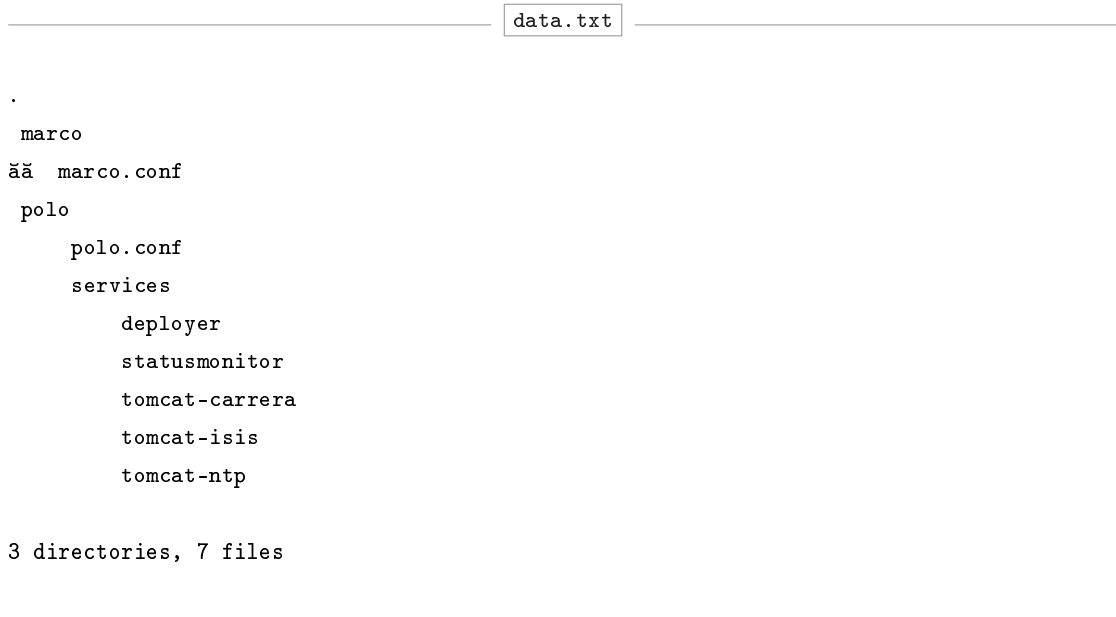 data.txt
.
 marco
ăă  marco.conf
 polo
     polo.conf
     services
         deployer
         statusmonitor
         tomcat-carrera
         tomcat-isis
         tomcat-ntp

3 directories, 7 files